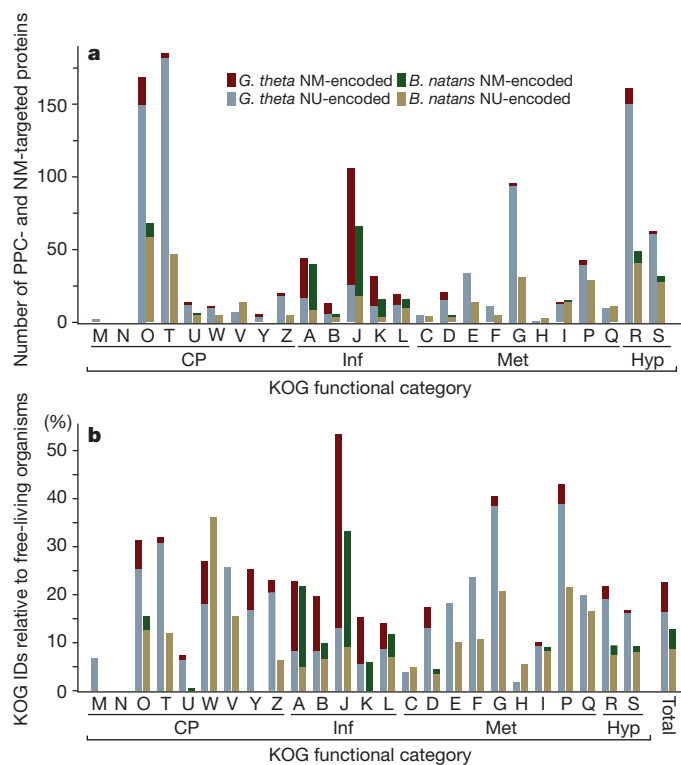 a
G. theta NM-encoded
B. natans NM-encoded
G. theta NU-encoded
B. natans NU-encoded
Number of PPC- and NM-targeted proteins
150
100
50
0
M N O T U W V Y Z A B J K L C D E F G H I P Q R S
CP Inf Met Hyp
KOG functional category
b
(%)
KOG IDs relative to free-living organisms
50
40
30
20
10
0
M N O T U W V Y Z A B J K L C D E F G H I P Q R S Total
CP Inf Met Hyp
KOG functional category